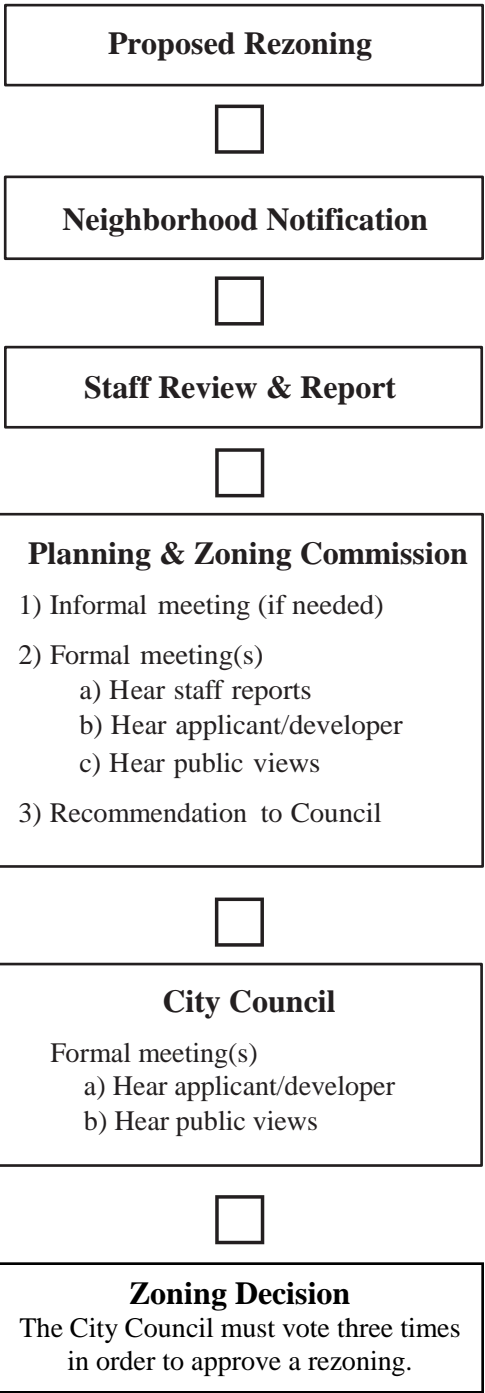 Proposed Rezoning
Neighborhood Notification
Staff Review & Report
Planning & Zoning Commission
1) Informal meeting (if needed)
2) Formal meeting(s)
a) Hear staff reports
b) Hear applicant/developer
c) Hear public views
3) Recommendation to Council
City Council
Formal meeting(s)
a) Hear applicant/developer
b) Hear public views
Zoning Decision
The City Council must vote three times
in order to approve a rezoning.